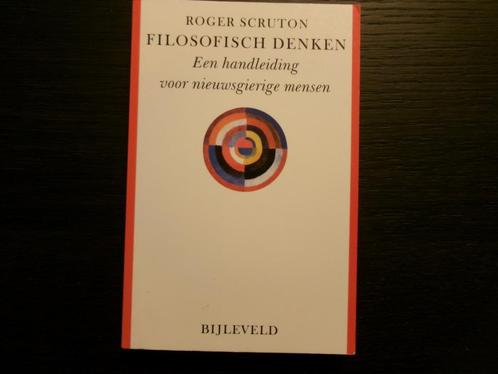 ROGER SCRUTON
FILOSOFISCH DENKEN
Een handleiding
voor nieuwsgierige mensen
BIJLEVELD